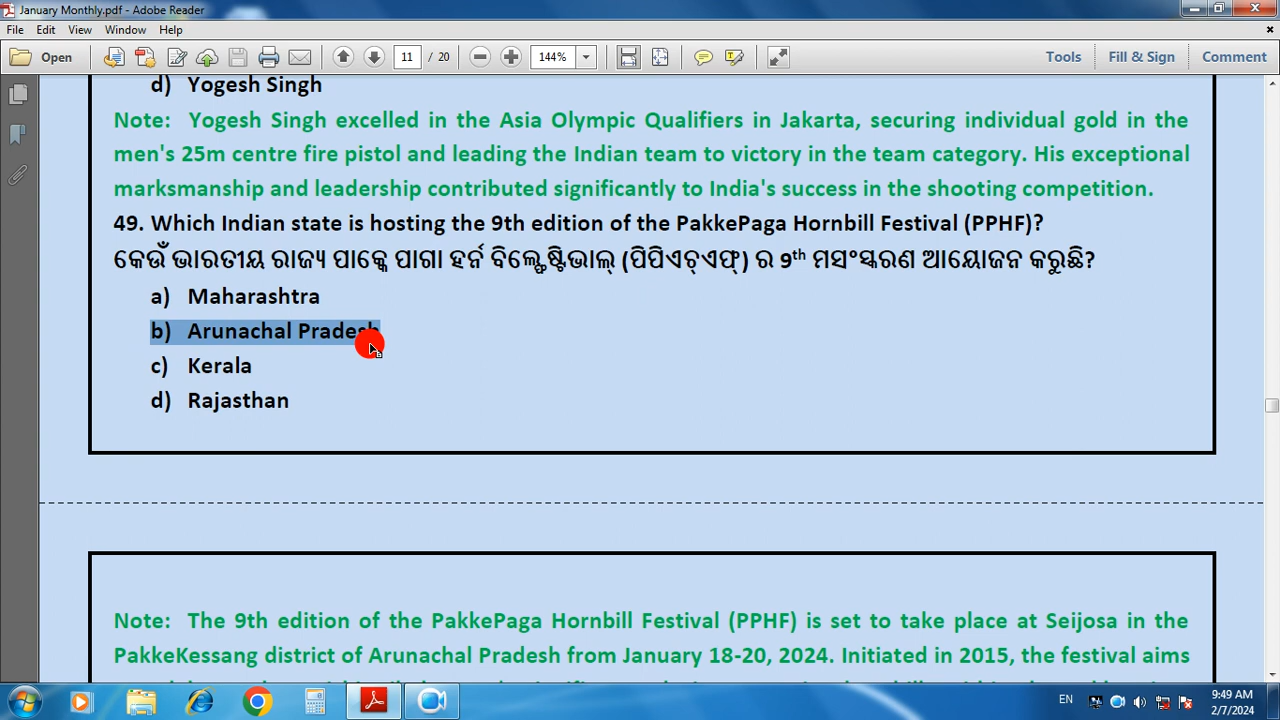 January Monthly.pdf - Adobe Reader
File Edit View Window Help
Open 11 / 20 144% Tools Fill & Sign Comment
d) Yogesh Singh
Note: Yogesh Singh excelled in the Asia Olympic Qualifiers in Jakarta, securing individual gold in the
men's 25m centre fire pistol and leading the Indian team to victory in the team category. His exceptional
marksmanship and leadership contributed significantly to India's success in the shooting competition.
49. Which Indian state is hosting the 9th edition of the PakkePaga Hornbill Festival (PPHF)?
କେଉଁ ଭାରତୀୟ ରାଜ୍ୟ ପାକ୍କେ ପାଗା ହର୍ନ ବିଲ୍ଫେଷ୍ଟିଭାଲ୍ (ପିପିଏଚ୍ଏଫ୍) ର 9th ମସଂସ୍କରଣ ଆୟୋଜନ କରୁଛି?
a) Maharashtra
b) Arunachal Pradesh
c) Kerala
d) Rajasthan
Note: The 9th edition of the PakkePaga Hornbill Festival (PPHF) is set to take place at Seijosa in the
PakkeKessang district of Arunachal Pradesh from January 18-20, 2024. Initiated in 2015, the festival aims
EN 9:49 AM
2/7/2024